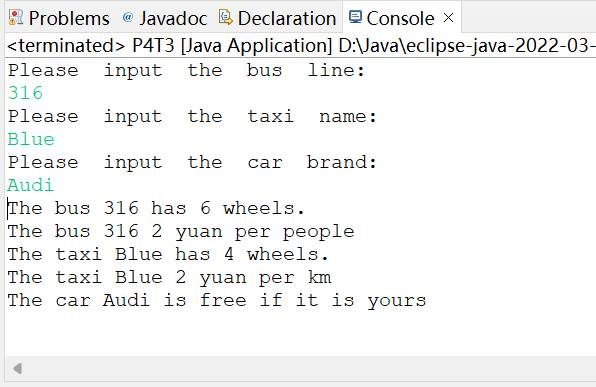 Problems @ Javadoc Declaration Console
<terminated> P4T3 [Java Application] D:\Java\eclipse-java-2022-03-
Please input the bus line:
316
Please input the taxi name:
Blue
Please input the car brand:
Audi
The bus 316 has 6 wheels.
The bus 316 2 yuan per people
The taxi Blue has 4 wheels.
The taxi Blue 2 yuan per km
The car Audi is free if it is yours